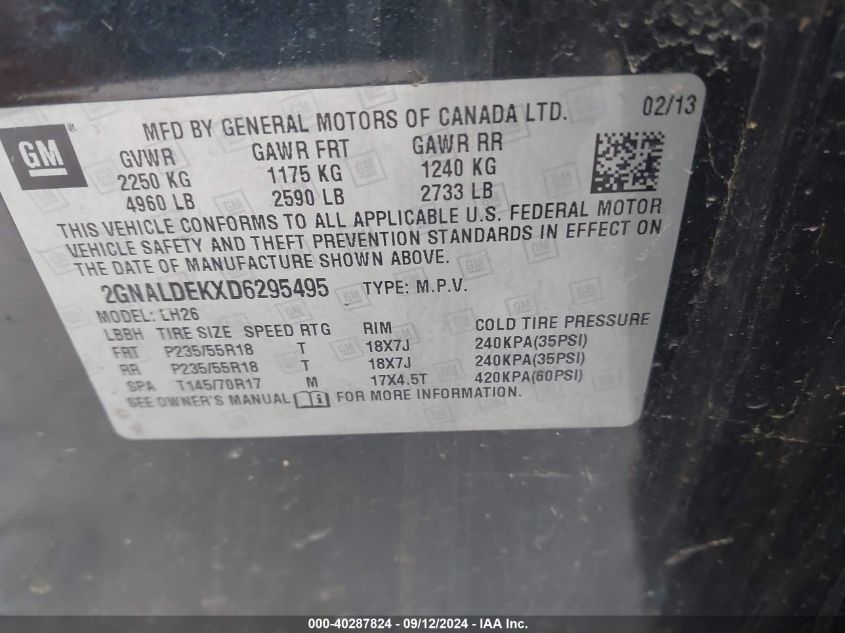 GM
®
MFD BY GENERAL MOTORS OF CANADA LTD.
02/13
GVWR GAWR FRT GAWR RR
2250 KG 1175 KG 1240 KG
4960 LB 2590 LB 2733 LB
THIS VEHICLE CONFORMS TO ALL APPLICABLE U.S. FEDERAL MOTOR
VEHICLE SAFETY AND THEFT PREVENTION STANDARDS IN EFFECT ON
THE DATE OF MANUFACTURE SHOWN ABOVE.
2GNALDEKXD6295495 TYPE: M.P.V.
MODEL: LH26
LBBH TIRE SIZE SPEED RTG RIM COLD TIRE PRESSURE
FRT P235/55R18 T 18X7J 240KPA(35PSI)
RR P235/55R18 T 18X7J 240KPA(35PSI)
SPA T145/70R17 M 17X4.5T 420KPA(60PSI)
SEE OWNER'S MANUAL FOR MORE INFORMATION.
000-40287824 - 09/12/2024 - IAA Inc.